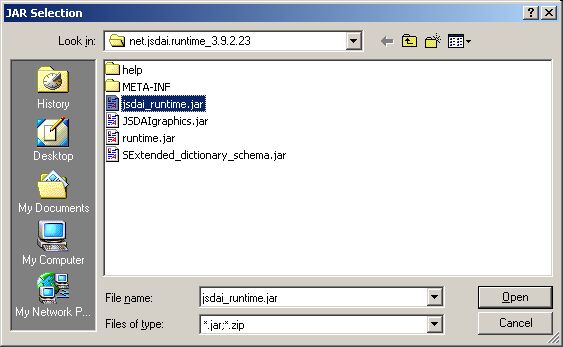 JAR Selection
Look in: net.jsdai.runtime_3.9.2.23
History
Desktop
My Documents
My Computer
My Network P...
help
META-INF
jsdai_runtime.jar
JSDAIgraphics.jar
runtime.jar
SExtended_dictionary_schema.jar
File name: jsdai_runtime.jar Open
Files of type: *.jar;*.zip Cancel